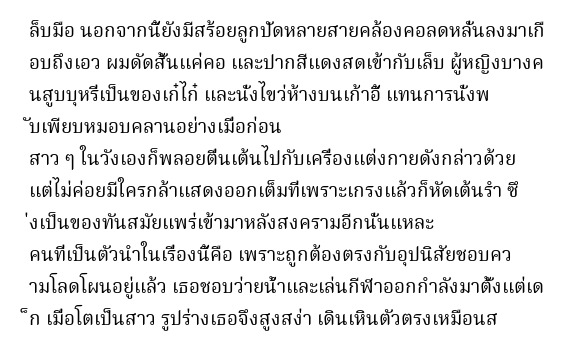 ล็บมือ นอกจากนี้ยังมีสร้อยลูกปัดหลายสายคล้องคอลดหลั่นลงมาเกื
อบถึงเอว ผมดัดสั้นแค่คอ และปากสีแดงสดเข้ากับเล็บ ผู้หญิงบางค
นสูบบุหรี่เป็นของเก๋ไก๋ และนั่งไขว่ห้างบนเก้าอี้ แทนการนั่งพ
ับเพียบหมอบคลานอย่างเมื่อก่อน
สาว ๆ ในวังเองก็พลอยตื่นเต้นไปกับเครื่องแต่งกายดังกล่าวด้วย
แต่ไม่ค่อยมีใครกล้าแสดงออกเต็มที่เพราะเกรงแล้วก็หัดเต้นรำ ซึ
่งเป็นของทันสมัยแพร่เข้ามาหลังสงครามอีกนั่นแหละ
คนที่เป็นตัวนำในเรื่องนี้คือ เพราะถูกต้องตรงกับอุปนิสัยชอบคว
ามโลดโผนอยู่แล้ว เธอชอบว่ายน้ำและเล่นกีฬาออกกำลังมาตั้งแต่เด
็ก เมื่อโตเป็นสาว รูปร่างเธอจึงสูงสง่า เดินเหินตัวตรงเหมือนส